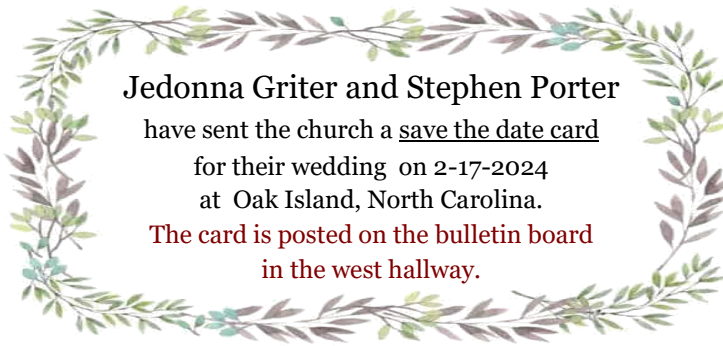 Jedonna Griter and Stephen Porter
have sent the church a save the date card
for their wedding  on 2-17-2024
at  Oak Island, North Carolina.
The card is posted on the bulletin board
in the west hallway.